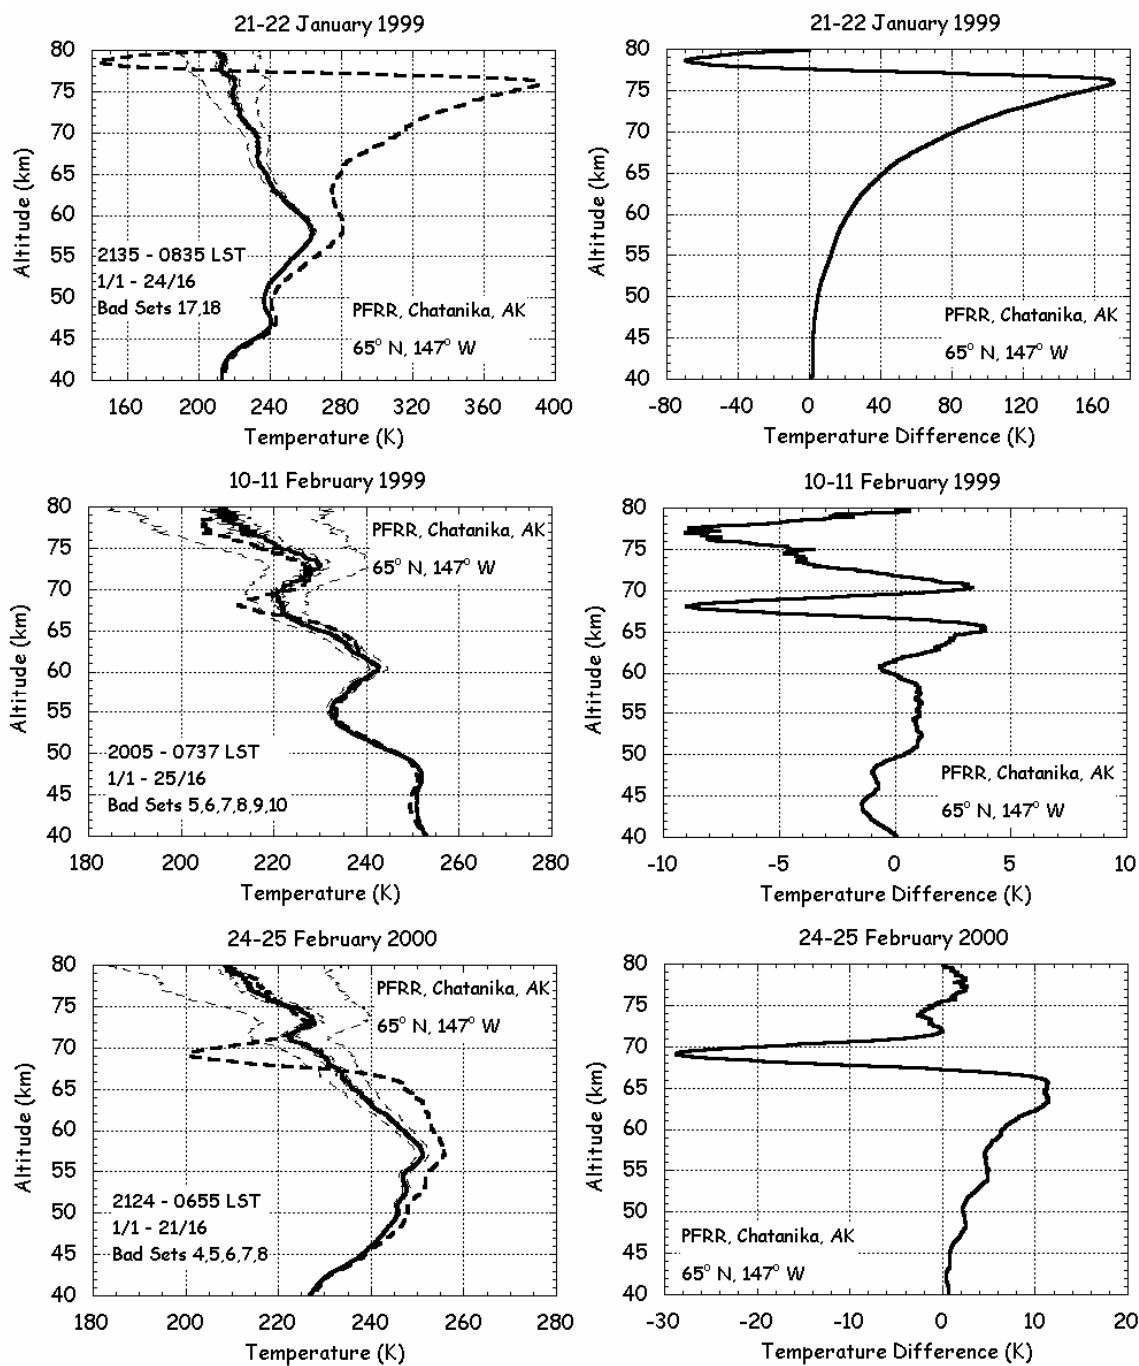 21-22 January 1999
80
75
70
65
60
55
50
45
40
Altitude (km)
2135 - 0835 LST
1/1 - 24/16
Bad Sets 17,18
PFRR, Chatanika, AK
65° N, 147° W
160 200 240 280 320 360 400
Temperature (K)
21-22 January 1999
80
75
70
65
60
55
50
45
40
Altitude (km)
PFRR, Chatanika, AK
65° N, 147° W
-80 -40 0 40 80 120 160
Temperature Difference (K)
10-11 February 1999
80
75
70
65
60
55
50
45
40
Altitude (km)
PFRR, Chatanika, AK
65° N, 147° W
2005 - 0737 LST
1/1 - 25/16
Bad Sets 5,6,7,8,9,10
180 200 220 240 260 280
Temperature (K)
10-11 February 1999
80
75
70
65
60
55
50
45
40
Altitude (km)
PFRR, Chatanika, AK
65° N, 147° W
-10 -5 0 5 10
Temperature Difference (K)
24-25 February 2000
80
75
70
65
60
55
50
45
40
Altitude (km)
PFRR, Chatanika, AK
65° N, 147° W
2124 - 0655 LST
1/1 - 21/16
Bad Sets 4,5,6,7,8
180 200 220 240 260 280
Temperature (K)
24-25 February 2000
80
75
70
65
60
55
50
45
40
Altitude (km)
PFRR, Chatanika, AK
65° N, 147° W
-30 -20 -10 0 10 20
Temperature Difference (K)